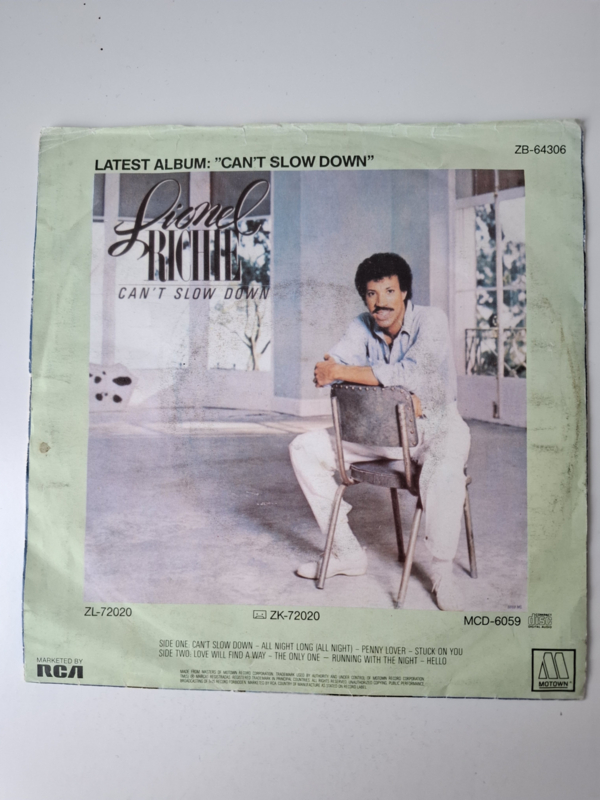 LATEST ALBUM: "CAN'T SLOW DOWN"
ZB-64306
Lionel
RICHIE
CAN'T SLOW DOWN
ZL-72020
ZK-72020
MCD-6059
SIDE ONE: CAN'T SLOW DOWN – ALL NIGHT LONG (ALL NIGHT) – PENNY LOVER – STUCK ON YOU
SIDE TWO: LOVE WILL FIND A WAY – THE ONLY ONE – RUNNING WITH THE NIGHT – HELLO
MARKETED BY
RCA
MOTOWN